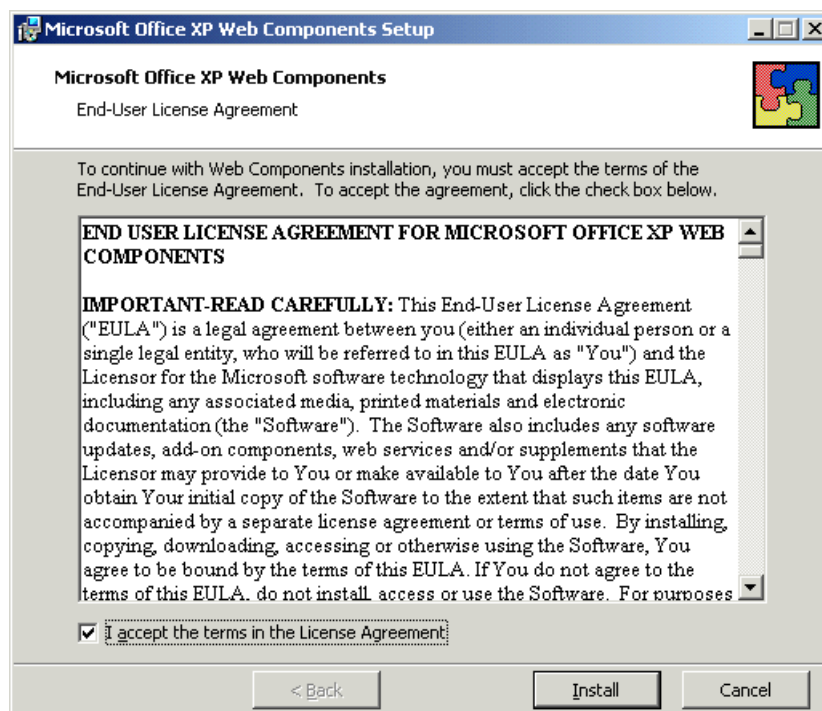 Microsoft Office XP Web Components Setup
Microsoft Office XP Web Components
End-User License Agreement
To continue with Web Components installation, you must accept the terms of the
End-User License Agreement.  To accept the agreement, click the check box below.
END USER LICENSE AGREEMENT FOR MICROSOFT OFFICE XP WEB
COMPONENTS
IMPORTANT-READ CAREFULLY: This End-User License Agreement
("EULA") is a legal agreement between you (either an individual person or a
single legal entity, who will be referred to in this EULA as "You") and the
Licensor for the Microsoft software technology that displays this EULA,
including any associated media, printed materials and electronic
documentation (the "Software").  The Software also includes any software
updates, add-on components, web services and/or supplements that the
Licensor may provide to You or make available to You after the date You
obtain Your initial copy of the Software to the extent that such items are not
accompanied by a separate license agreement or terms of use.  By installing,
copying, downloading, accessing or otherwise using the Software, You
agree to be bound by the terms of this EULA. If You do not agree to the
terms of this EULA, do not install, access or use the Software.  For purposes
I accept the terms in the License Agreement
< Back
Install
Cancel